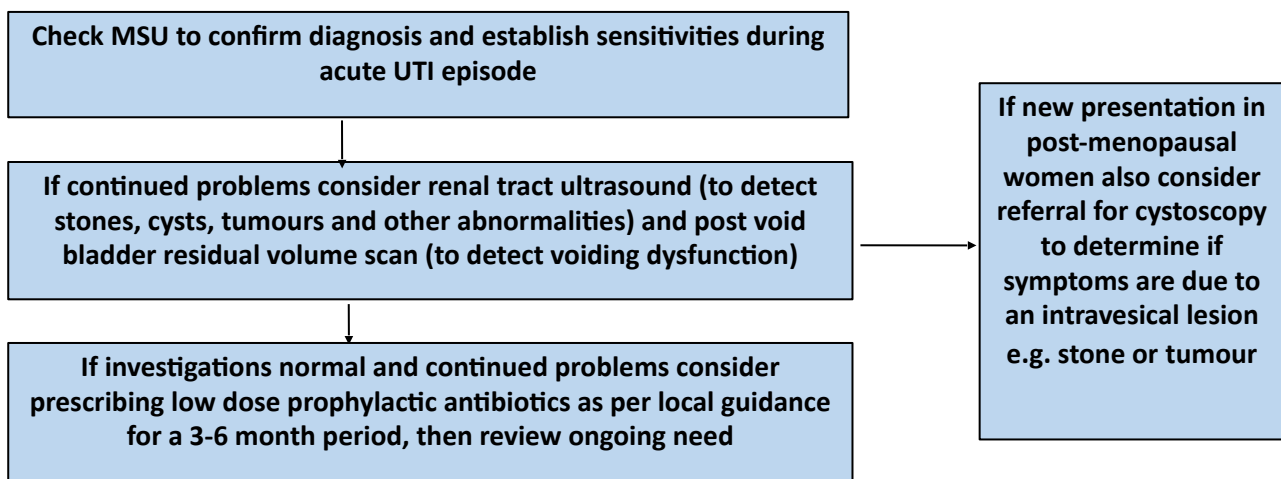 Check MSU to confirm diagnosis and establish sensitivities during
acute UTI episode
If continued problems consider renal tract ultrasound (to detect
stones, cysts, tumours and other abnormalities) and post void
bladder residual volume scan (to detect voiding dysfunction)
If investigations normal and continued problems consider
prescribing low dose prophylactic antibiotics as per local guidance
for a 3-6 month period, then review ongoing need
If new presentation in
post-menopausal
women also consider
referral for cystoscopy
to determine if
symptoms are due to
an intravesical lesion
e.g. stone or tumour